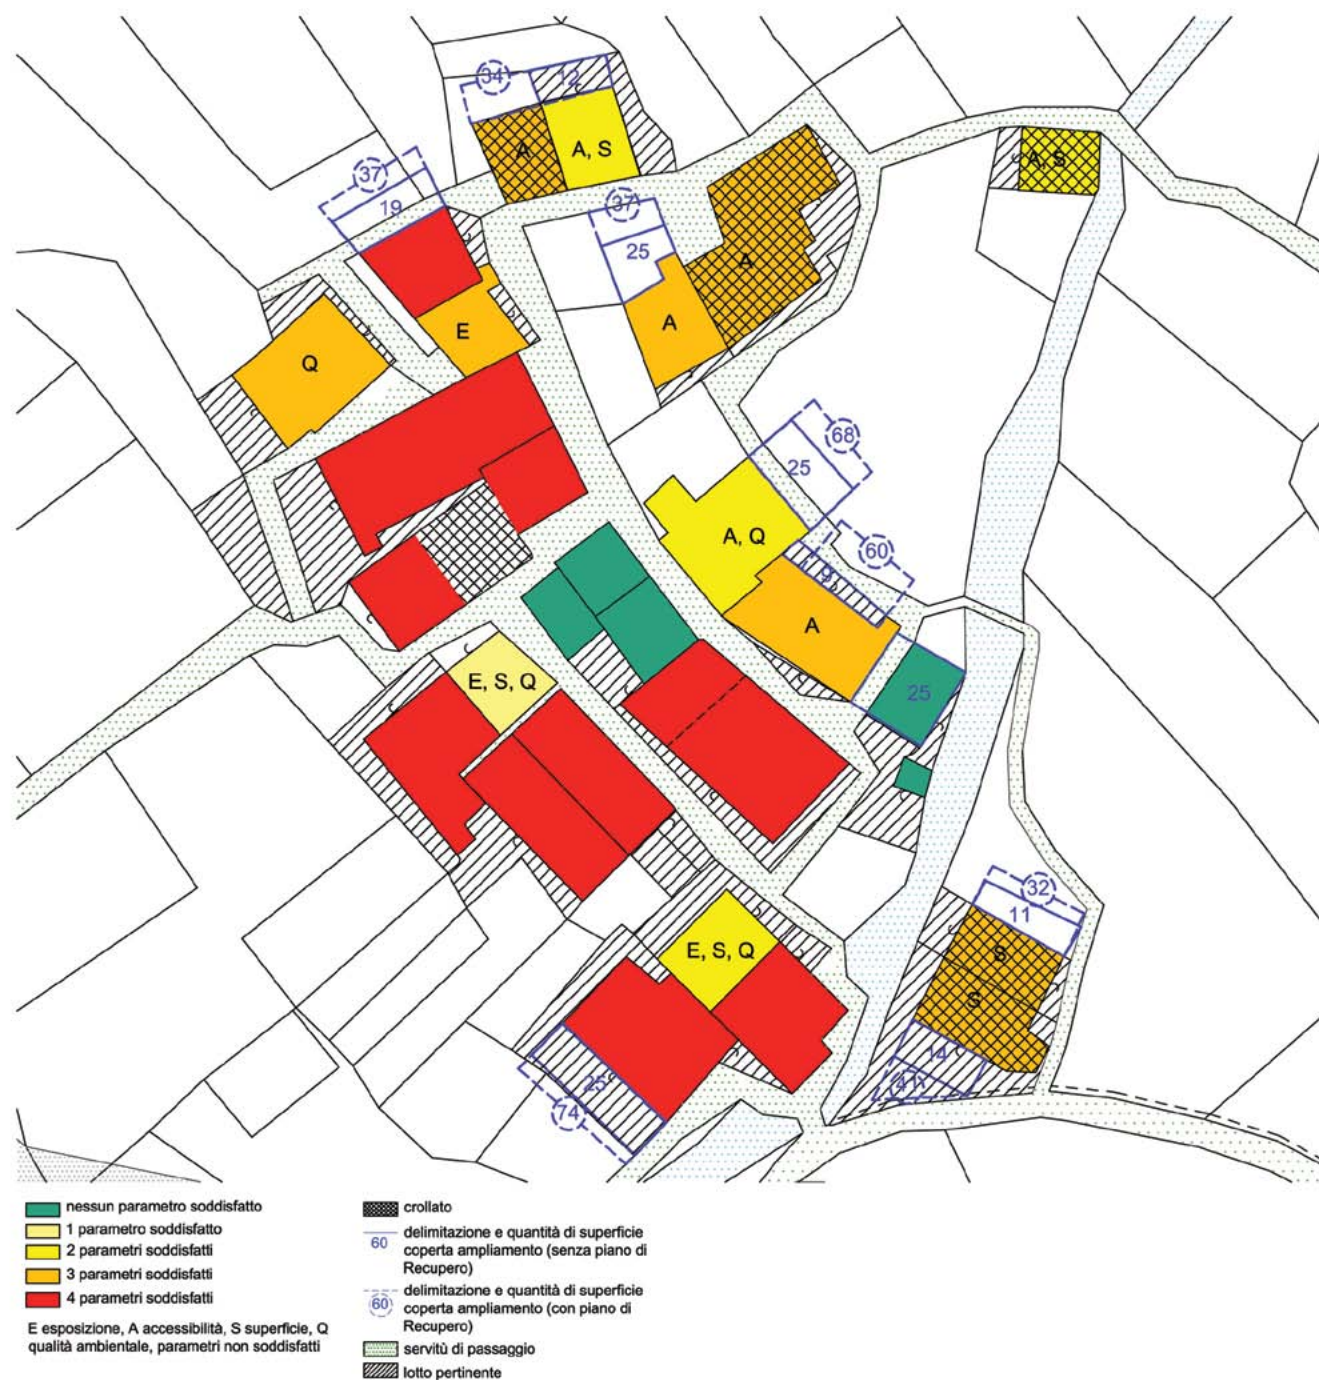 34
12
A
A, S
A, S
37
19
37
25
A
A
E
Q
68
25
A, Q
60
9
A
25
E, S, Q
32
11
S
S
E, S, Q
14
41
25
74
nessun parametro soddisfatto
1 parametro soddisfatto
2 parametri soddisfatti
3 parametri soddisfatti
4 parametri soddisfatti
E esposizione, A accessibilità, S superficie, Q
qualità ambientale, parametri non soddisfatti
crollato
60
delimitazione e quantità di superficie
coperta ampliamento (senza piano di
Recupero)
60
delimitazione e quantità di superficie
coperta ampliamento (con piano di
Recupero)
servitù di passaggio
lotto pertinente